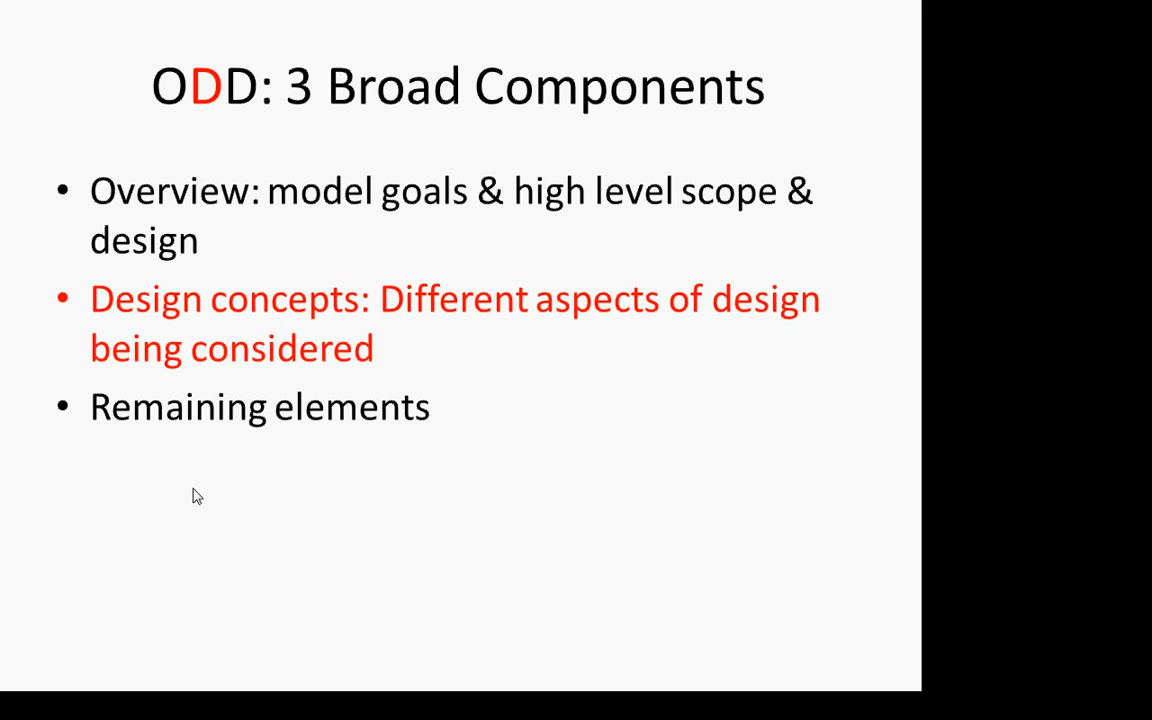 ODD: 3 Broad Components
• Overview: model goals & high level scope &
design
• Design concepts: Different aspects of design
being considered
• Remaining elements